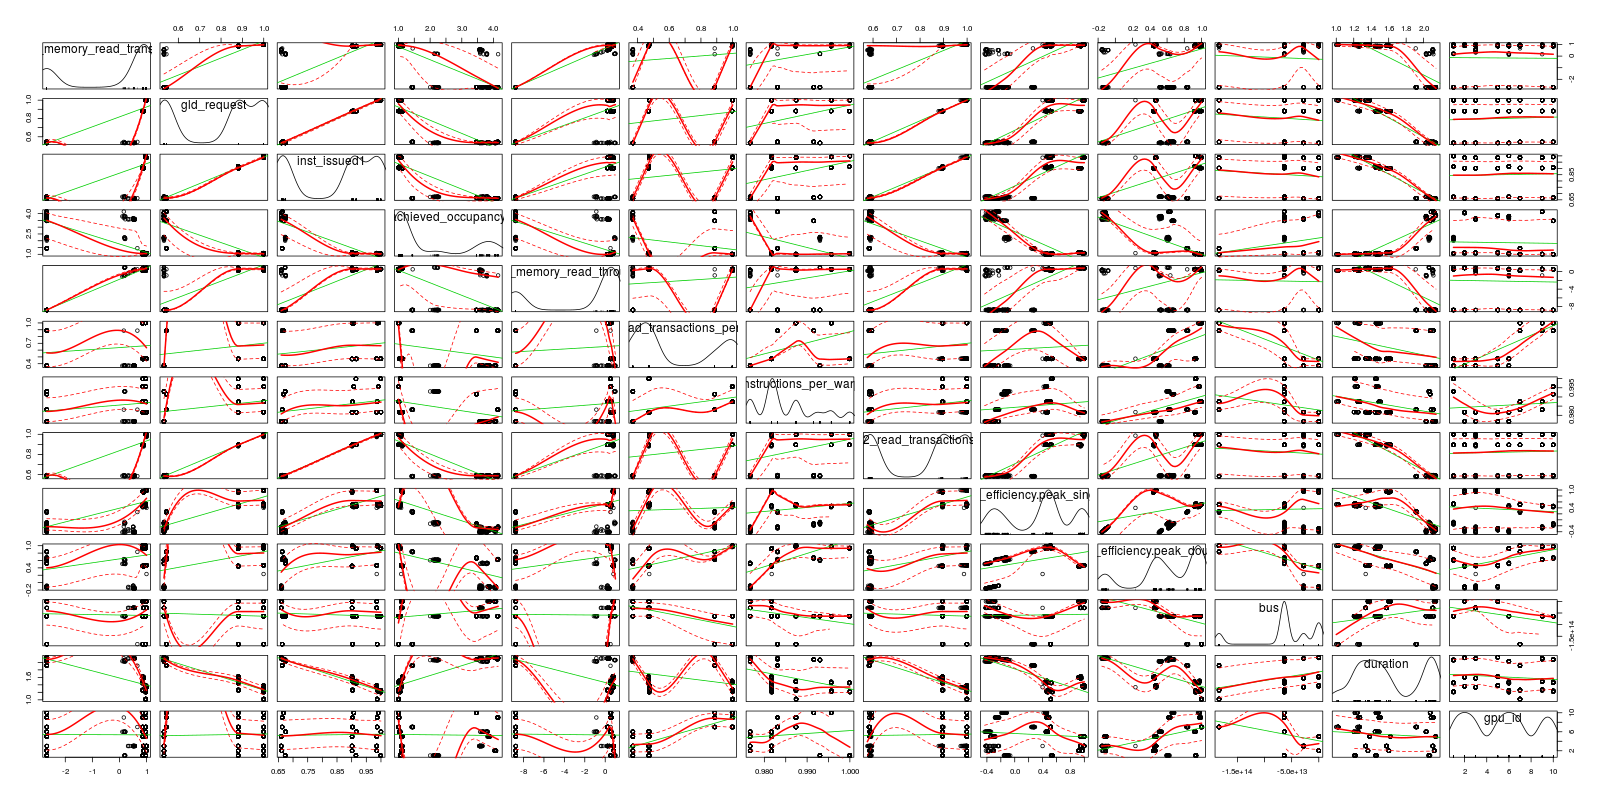 0.6 0.7 0.8 0.9 1.0 1.0 2.0 3.0 4.0 0.4 0.6 0.8 1.0 0.6 0.7 0.8 0.9 1.0 -0.2 0.2 0.4 0.6 0.8 1.0 1.0 1.2 1.4 1.6 2.0
memory_read_trans
-2 0 1
gld_request
0.6 0.8 1.0
inst_issued1
0.65 0.85
chieved_occupancy
1.0 2.5 4.0
memory_read_thro
-8 -4 0
ad_transactions_per
0.4 0.7 1.0
nstructions_per_war
0.980 0.995
2_read_transactions
0.6 0.8 1.0
_efficiency.peak_sin
-0.4 0.4 1.0
efficiency.peak_dou
-0.2 0.4 1.0
bus
-1.5e+14
duration
1.0 1.6
gpu_id
2 6 10
-2 -1 0 1 0.65 0.75 0.85 0.95 -8 -6 -4 -2 0 0.980 0.990 1.000 -0.4 0.0 0.4 0.8 -1.5e+14 -5.0e+13 2 4 6 8 10